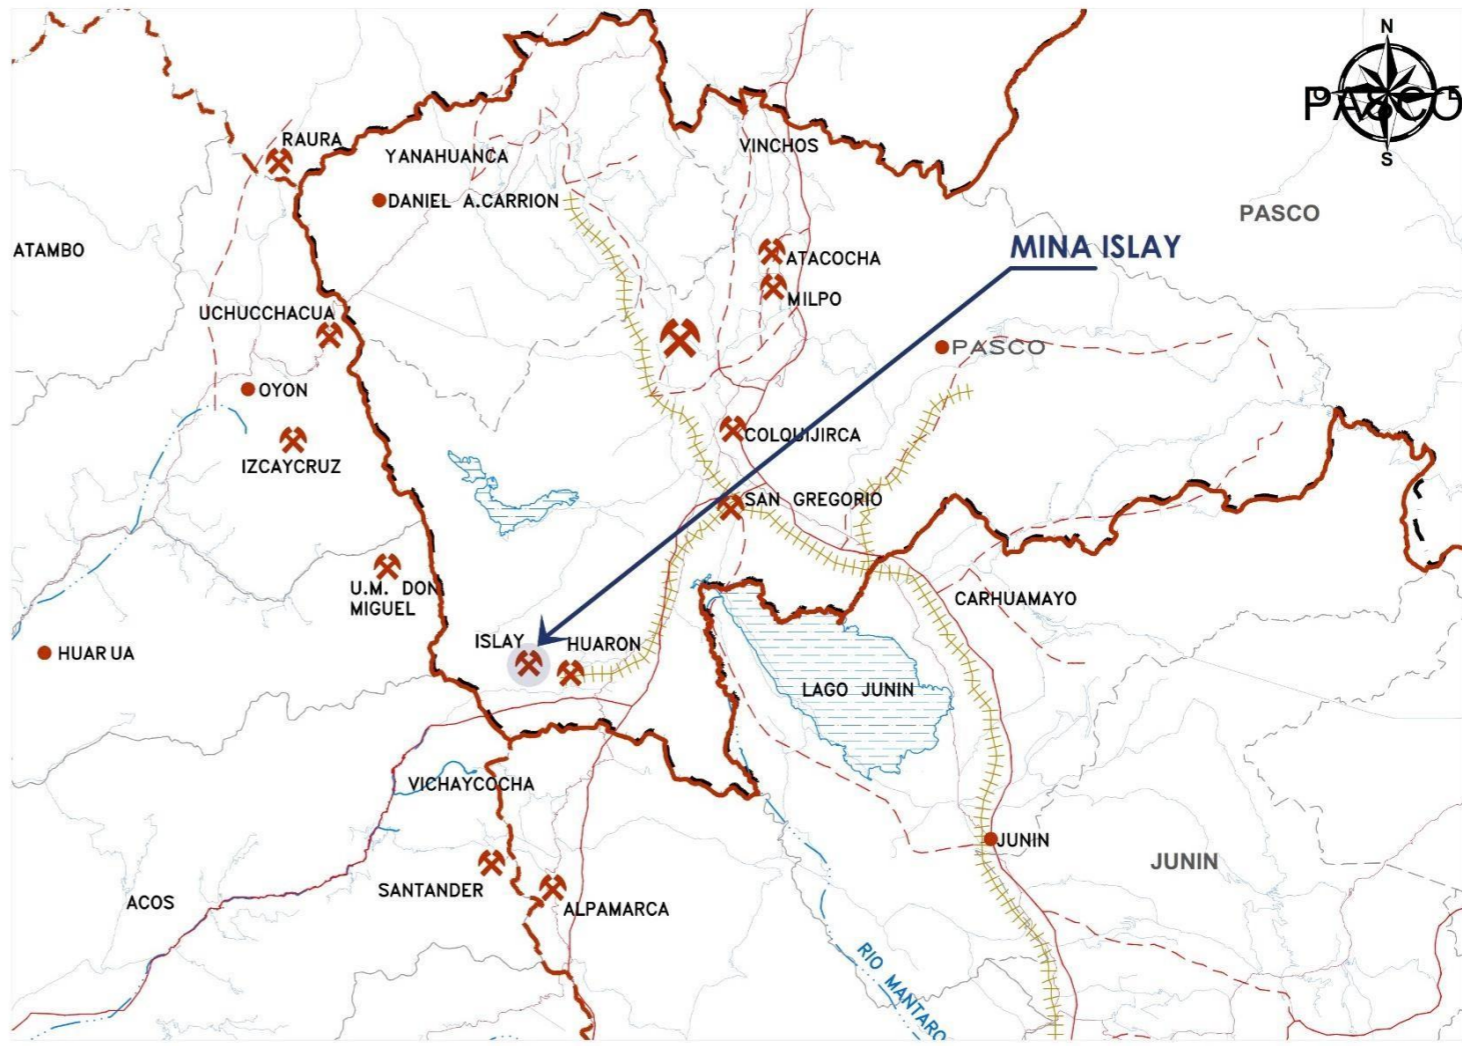 N
PASCO
O
E
S
RAURA
YANAHUANCA
VINCHOS
DANIEL A.CARRION
PASCO
ATAMBO
MINA ISLAY
ATACOCHA
MILPO
UCHUCCHACUA
PASCO
OYON
COLQUIJIRCA
IZCAYCRUZ
SAN GREGORIO
U.M. DON
MIGUEL
CARHUAMAYO
ISLAY
HUARON
HUAR UA
LAGO JUNIN
VICHAYCOCHA
JUNIN
JUNIN
SANTANDER
ACOS
ALPAMARCA
RIO MANTARO